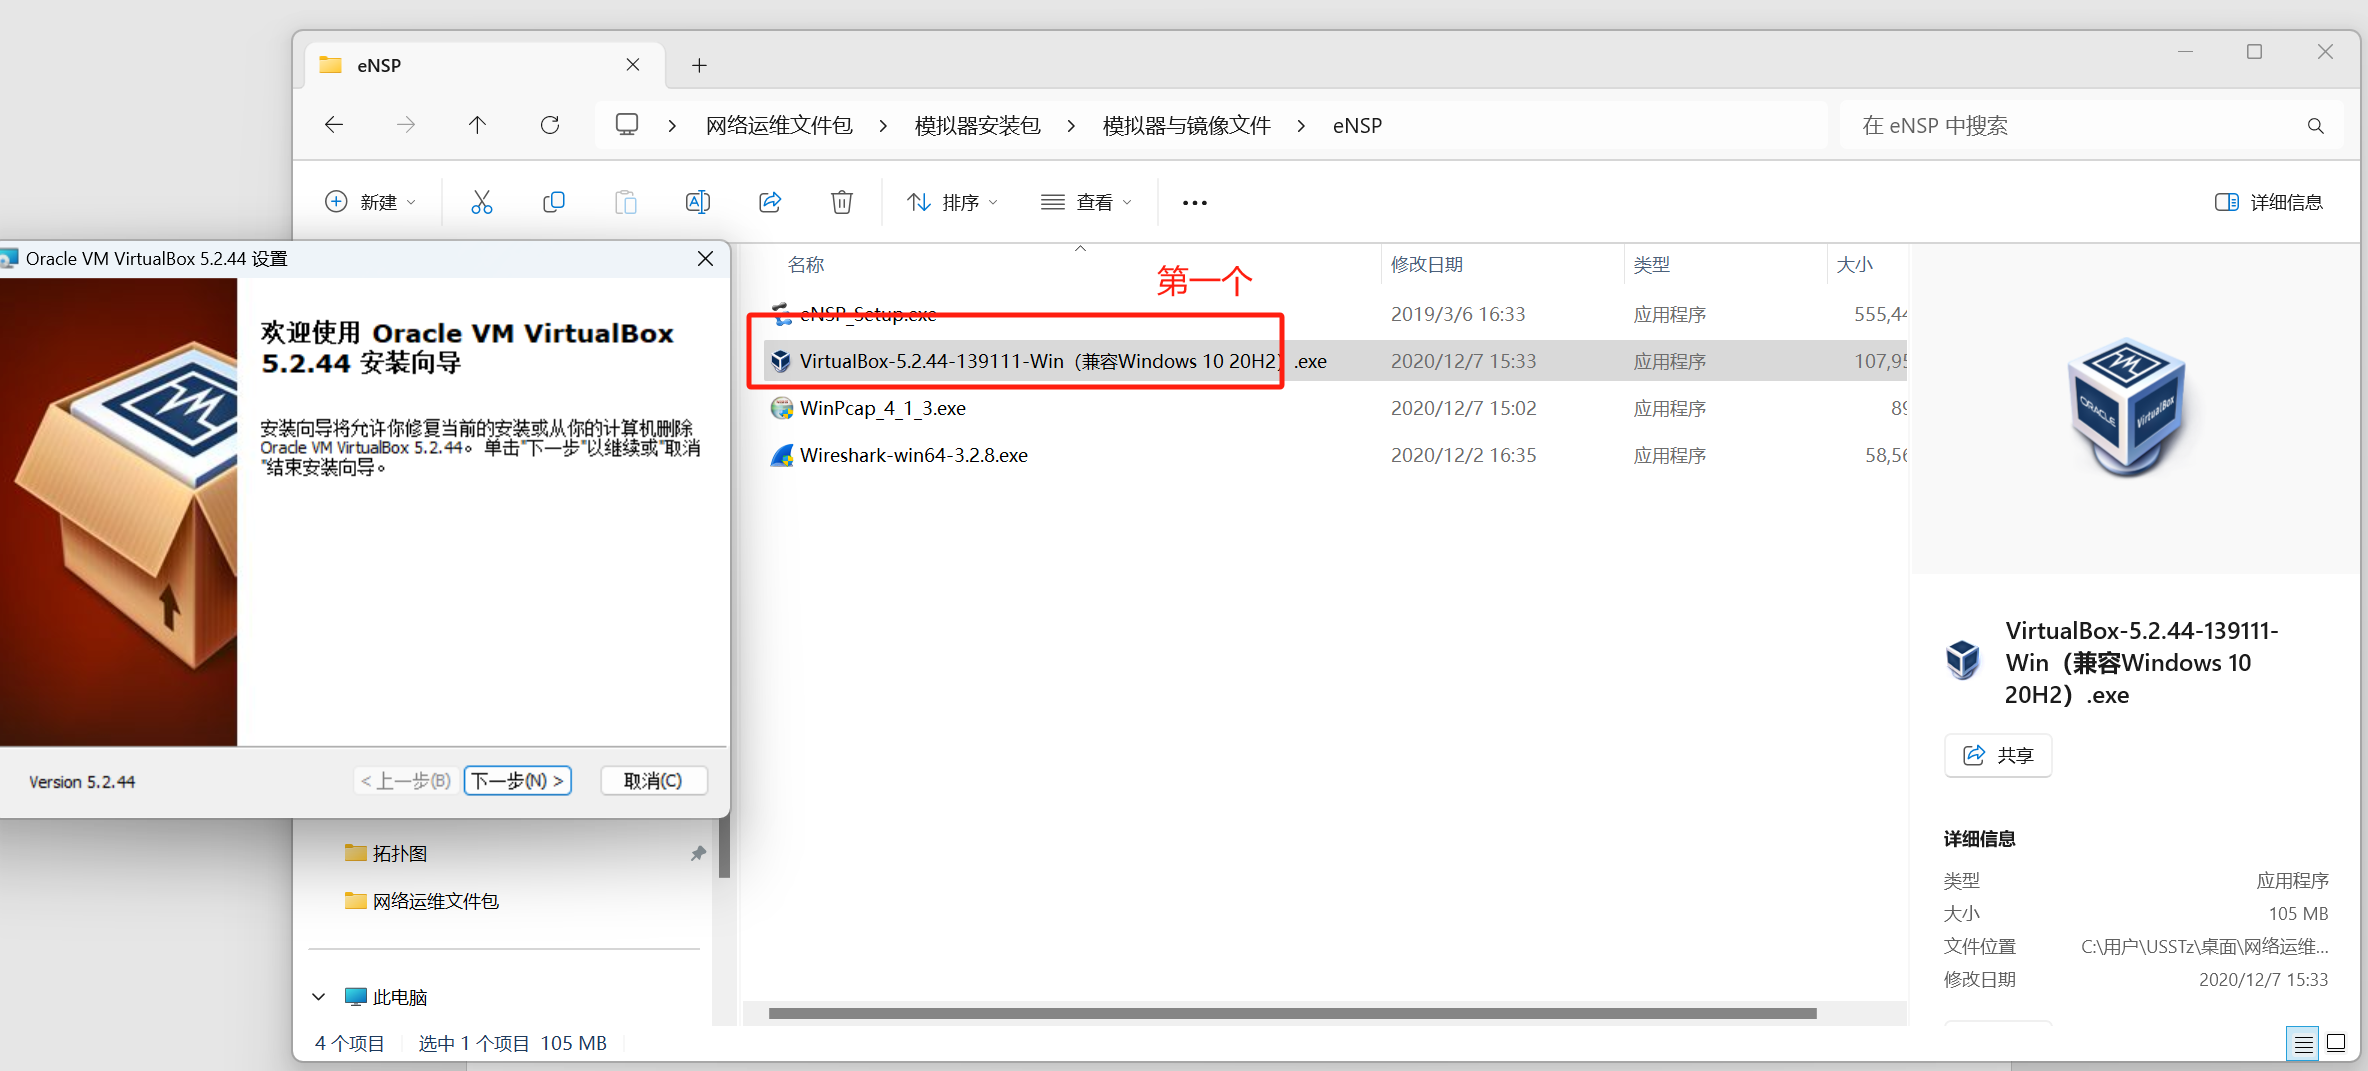 eNSP
网络运维文件包 > 模拟器安装包 > 模拟器与镜像文件 > eNSP
在 eNSP 中搜索
新建
排序
查看
详细信息
Oracle VM VirtualBox 5.2.44 设置
欢迎使用 Oracle VM VirtualBox
5.2.44 安装向导
安装向导将允许你修复当前的安装或从你的计算机删除
Oracle VM VirtualBox 5.2.44。单击"下一步"以继续或"取消
"结束安装向导。
Version 5.2.44
< 上一步(B)
下一步(N) >
取消(C)
名称 修改日期 类型 大小
第一个
eNSP_Setup.exe 2019/3/6 16:33 应用程序 555,44
VirtualBox-5.2.44-139111-Win（兼容Windows 10 20H2）.exe 2020/12/7 15:33 应用程序 107,95
WinPcap_4_1_3.exe 2020/12/7 15:02 应用程序 89
Wireshark-win64-3.2.8.exe 2020/12/2 16:35 应用程序 58,56
拓扑图
网络运维文件包
此电脑
4 个项目 选中 1 个项目 105 MB
ORACLE
VirtualBox
VirtualBox-5.2.44-139111-
Win（兼容Windows 10
20H2）.exe
共享
详细信息
类型 应用程序
大小 105 MB
文件位置 C:\用户\USSTz\桌面\网络运维...
修改日期 2020/12/7 15:33